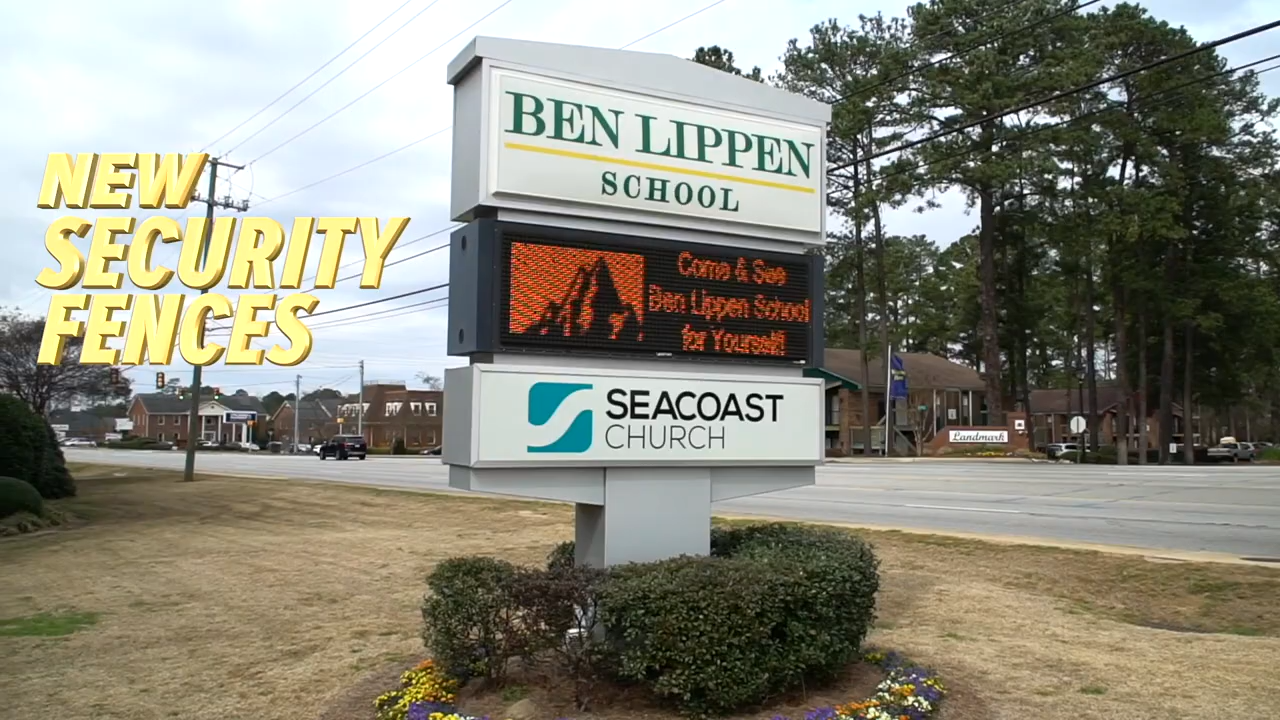 NEW
SECURITY
FENCES
BEN LIPPEN
SCHOOL
Come & See
Ben Lippen School
for Yourself!
SEACOAST
CHURCH
Landmark